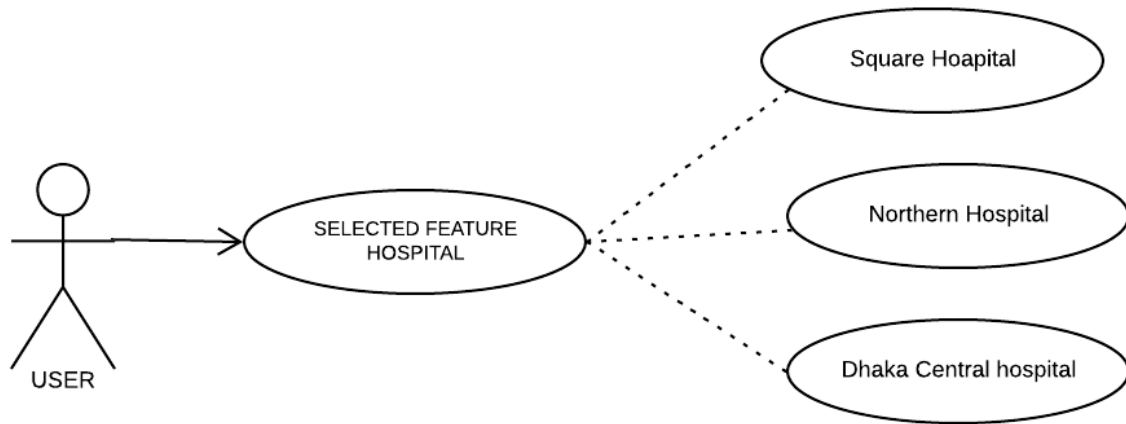 Square Hoapital
SELECTED FEATURE
HOSPITAL
Northern Hospital
Dhaka Central hospital
USER